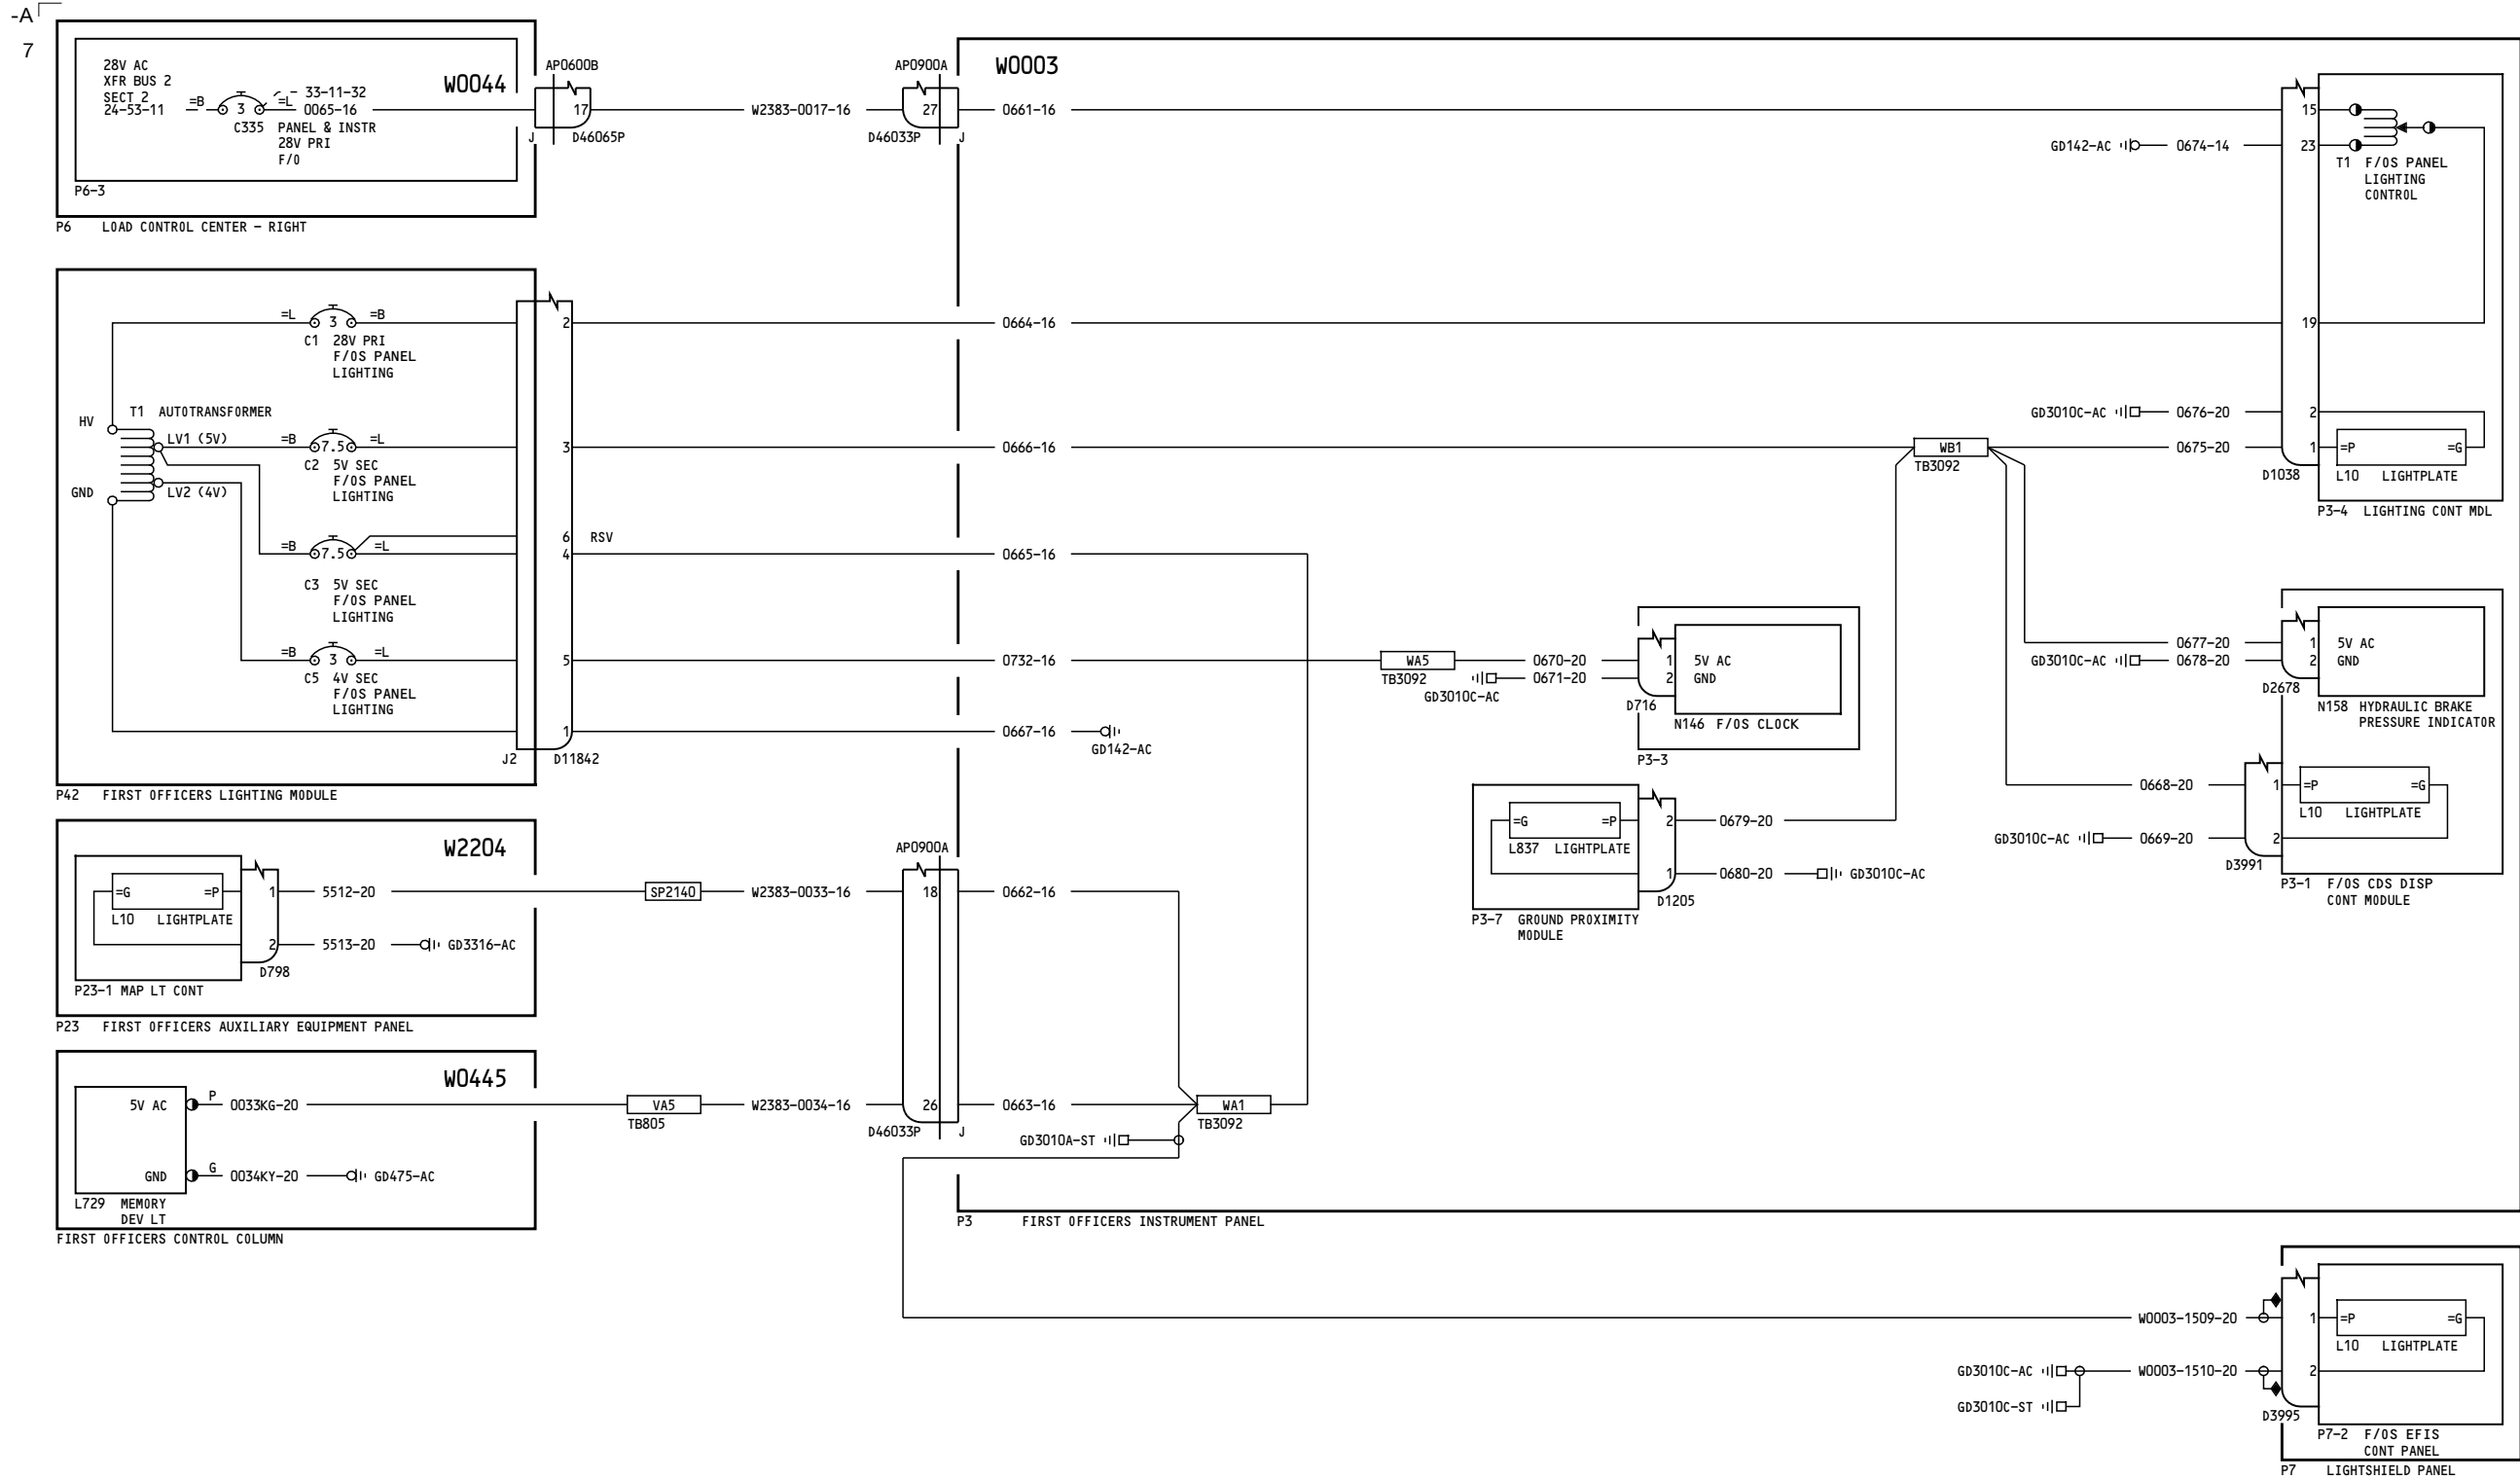 -A
7
28V AC
XFR BUS 2
SECT 2
24-53-11
=B
3
=L
33-11-32
0065-16
C335 PANEL & INSTR
28V PRI
F/O
P6-3
P6 LOAD CONTROL CENTER - RIGHT
W0044
AP0600B
17
J
D46065P
W2383-0017-16
AP0900A
27
D46033P
J
W0003
0661-16
15
GD142-AC
0674-14
23
T1 F/OS PANEL
LIGHTING
CONTROL
=L
3
=B
C1 28V PRI
F/OS PANEL
LIGHTING
2
0664-16
19
HV
T1 AUTOTRANSFORMER
LV1 (5V)
=B
7.5
=L
C2 5V SEC
F/OS PANEL
LIGHTING
3
0666-16
WB1
TB3092
GD3010C-AC
0676-20
2
0675-20
1
=P
=G
L10 LIGHTPLATE
D1038
P3-4 LIGHTING CONT MDL
GND
LV2 (4V)
=B
7.5
=L
C3 5V SEC
F/OS PANEL
LIGHTING
6 RSV
4
0665-16
=B
3
=L
C5 4V SEC
F/OS PANEL
LIGHTING
5
0732-16
WA5
TB3092
0670-20
1
5V AC
GD3010C-AC
0671-20
2
GND
D716
N146 F/OS CLOCK
P3-3
0677-20
1
5V AC
GD3010C-AC
0678-20
2
GND
D2678
N158 HYDRAULIC BRAKE
PRESSURE INDICATOR
1
0667-16
GD142-AC
J2
D11842
P42 FIRST OFFICERS LIGHTING MODULE
0668-20
1
=P
=G
L10 LIGHTPLATE
GD3010C-AC
0669-20
2
D3991
P3-1 F/OS CDS DISP
CONT MODULE
=G
=P
L837 LIGHTPLATE
2
0679-20
1
0680-20
GD3010C-AC
D1205
P3-7 GROUND PROXIMITY
MODULE
W2204
=G
=P
L10 LIGHTPLATE
1
5512-20
2
5513-20
GD3316-AC
D798
P23-1 MAP LT CONT
P23 FIRST OFFICERS AUXILIARY EQUIPMENT PANEL
SP2140
W2383-0033-16
AP0900A
18
0662-16
W0445
5V AC
P
0033KG-20
GND
G
0034KY-20
GD475-AC
L729 MEMORY
DEV LT
FIRST OFFICERS CONTROL COLUMN
VA5
TB805
W2383-0034-16
26
D46033P
J
0663-16
WA1
TB3092
GD3010A-ST
P3 FIRST OFFICERS INSTRUMENT PANEL
W0003-1509-20
1
=P
=G
L10 LIGHTPLATE
GD3010C-AC
W0003-1510-20
2
GD3010C-ST
D3995
P7-2 F/OS EFIS
CONT PANEL
P7 LIGHTSHIELD PANEL